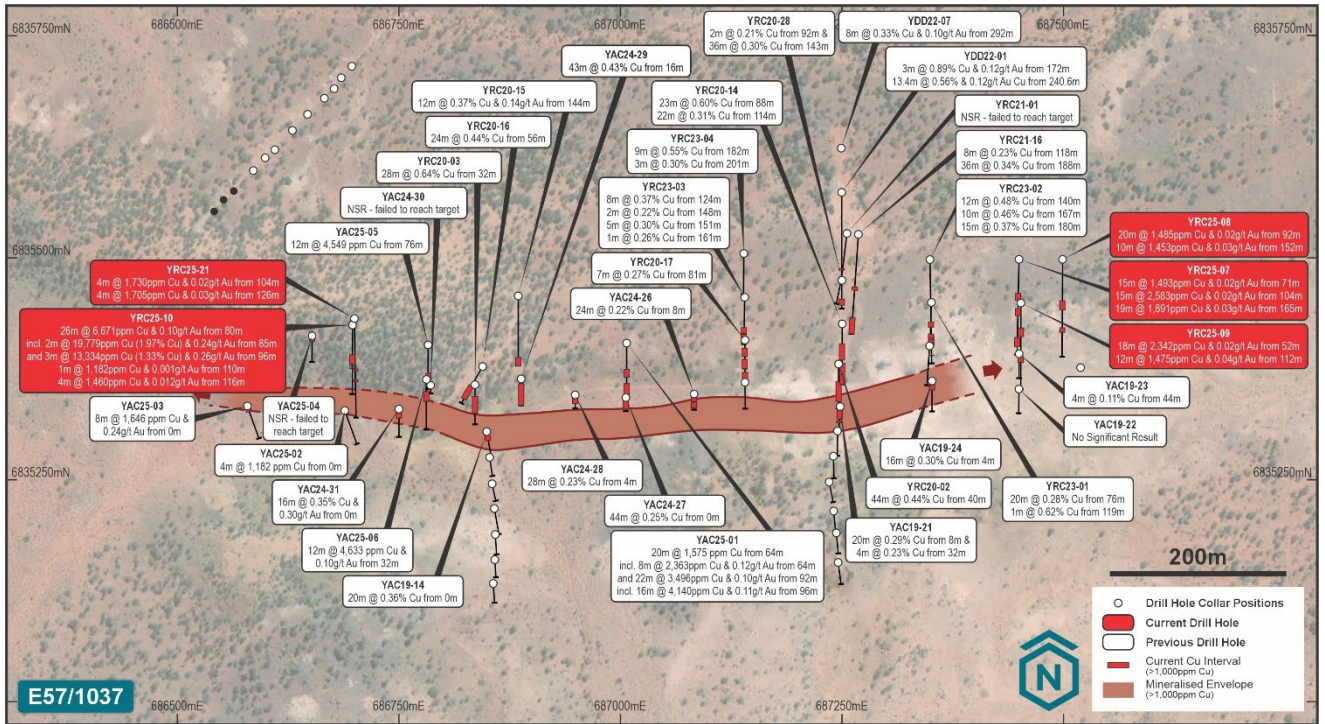 686500mE
686750mE
687000mE
687250mE
687500mE
6835750mN
6835750mN
YRC20-28
2m @ 0.21% Cu from 92m &
36m @ 0.30% Cu from 143m
YDD22-07
8m @ 0.33% Cu & 0.10g/t Au from 292m
YDD22-01
3m @ 0.89% Cu & 0.12g/t Au from 172m
13.4m @ 0.56% & 0.12g/t Au Cu from 240.6m
YAC24-29
43m @ 0.43% Cu from 16m
YRC20-15
12m @ 0.37% Cu & 0.14g/t Au from 144m
YRC20-14
23m @ 0.60% Cu from 88m
22m @ 0.31% Cu from 114m
YRC21-01
NSR - failed to reach target
YRC20-16
24m @ 0.44% Cu from 56m
YRC23-04
9m @ 0.55% Cu from 182m
3m @ 0.30% Cu from 201m
YRC21-16
8m @ 0.23% Cu from 118m
36m @ 0.34% Cu from 188m
YRC20-03
28m @ 0.64% Cu from 32m
YRC23-03
8m @ 0.37% Cu from 124m
2m @ 0.22% Cu from 148m
5m @ 0.30% Cu from 151m
1m @ 0.26% Cu from 161m
YRC23-02
12m @ 0.48% Cu from 140m
10m @ 0.46% Cu from 167m
15m @ 0.37% Cu from 180m
YAC24-30
NSR - failed to reach target
YAC25-05
12m @ 4,549 ppm Cu from 76m
YRC25-08
20m @ 1,485ppm Cu & 0.02g/t Au from 92m
10m @ 1,453ppm Cu & 0.03g/t Au from 152m
6835500mN
6835500mN
YRC25-21
4m @ 1,730ppm Cu & 0.02g/t Au from 104m
4m @ 1,705ppm Cu & 0.03g/t Au from 126m
YRC20-17
7m @ 0.27% Cu from 81m
YRC25-07
15m @ 1,493ppm Cu & 0.02g/t Au from 71m
15m @ 2,583ppm Cu & 0.02g/t Au from 104m
19m @ 1,891ppm Cu & 0.03g/t Au from 165m
YAC24-26
24m @ 0.22% Cu from 8m
YRC25-10
26m @ 6,671ppm Cu & 0.10g/t Au from 80m
incl. 2m @ 19,779ppm (1.97% Cu) & 0.24g/t Au from 85m
and 3m @ 13,334ppm Cu (1.33% Cu) & 0.26g/t Au from 96m
1m @ 1,182ppm Cu & 0.001g/t Au from 110m
4m @ 1,460ppm Cu & 0.012g/t Au from 116m
YRC25-09
18m @ 2,342ppm Cu & 0.02g/t Au from 52m
12m @ 1,475ppm Cu & 0.04g/t Au from 112m
YAC19-23
4m @ 0.11% Cu from 44m
YAC25-03
8m @ 1,646 ppm Cu &
0.24g/t Au from 0m
YAC25-04
NSR - failed to
reach target
YAC19-22
No Significant Result
YAC25-02
4m @ 1,182 ppm Cu from 0m
YAC19-24
16m @ 0.30% Cu from 4m
6835250mN
6835250mN
YAC24-28
28m @ 0.23% Cu from 4m
YAC24-31
16m @ 0.35% Cu &
0.30g/t Au from 0m
YRC20-02
44m @ 0.44% Cu from 40m
YRC23-01
20m @ 0.28% Cu from 76m
1m @ 0.62% Cu from 119m
YAC24-27
44m @ 0.25% Cu from 0m
YAC25-06
12m @ 4,633 ppm Cu &
0.10g/t Au from 32m
YAC25-01
20m @ 1,575 ppm Cu from 64m
incl. 8m @ 2,363ppm Cu & 0.12g/t Au from 64m
and 22m @ 3,496ppm Cu & 0.10g/t Au from 92m
incl. 16m @ 4,140ppm Cu & 0.11g/t Au from 96m
YAC19-21
20m @ 0.29% Cu from 8m &
4m @ 0.23% Cu from 32m
YAC19-14
20m @ 0.36% Cu from 0m
200m
Drill Hole Collar Positions
Current Drill Hole
Previous Drill Hole
Current Cu Interval
(>1,000ppm Cu)
Mineralised Envelope
(>1,000ppm Cu)
N
E57/1037
686500mE
686750mE
687000mE
687250mE
687500mE